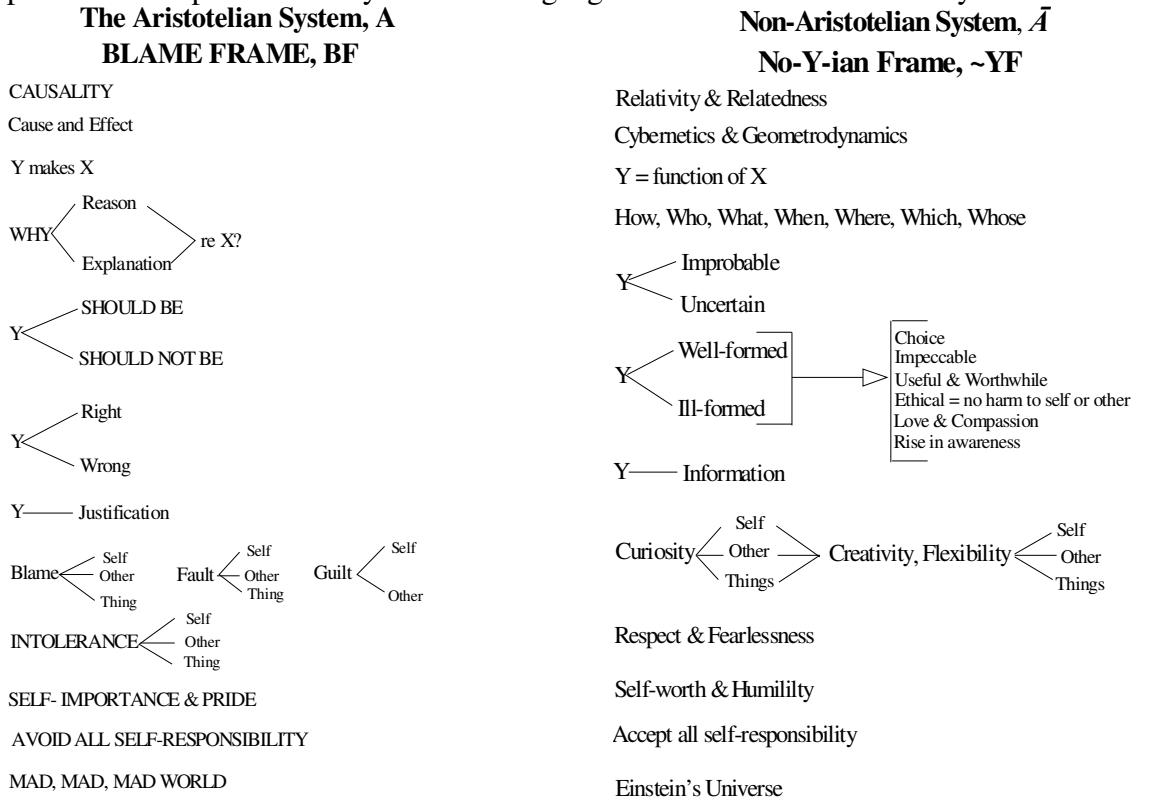 The Aristotelian System, A
BLAME FRAME, BF
CAUSALITY
Cause and Effect
Y makes X
Reason
WHY
re X?
Explanation
SHOULD BE
Y
SHOULD NOT BE
Right
Y
Wrong
Y
Justification
Blame
Self
Other
Thing
Fault
Self
Other
Thing
Guilt
Self
Other
INTOLERANCE
Self
Other
Thing
SELF- IMPORTANCE & PRIDE
AVOID ALL SELF-RESPONSIBILITY
MAD, MAD, MAD WORLD
Non-Aristotelian System, Ā
No-Y-ian Frame, ~YF
Relativity & Relatedness
Cybernetics & Geometrodynamics
Y = function of X
How, Who, What, When, Where, Which, Whose
Improbable
Y
Uncertain
Well-formed
Y
Ill-formed
Choice
Impeccable
Useful & Worthwhile
Ethical = no harm to self or other
Love & Compassion
Rise in awareness
Y
Information
Curiosity
Self
Other
Things
Creativity, Flexibility
Self
Other
Things
Respect & Fearlessness
Self-worth & Humililty
Accept all self-responsibility
Einstein's Universe